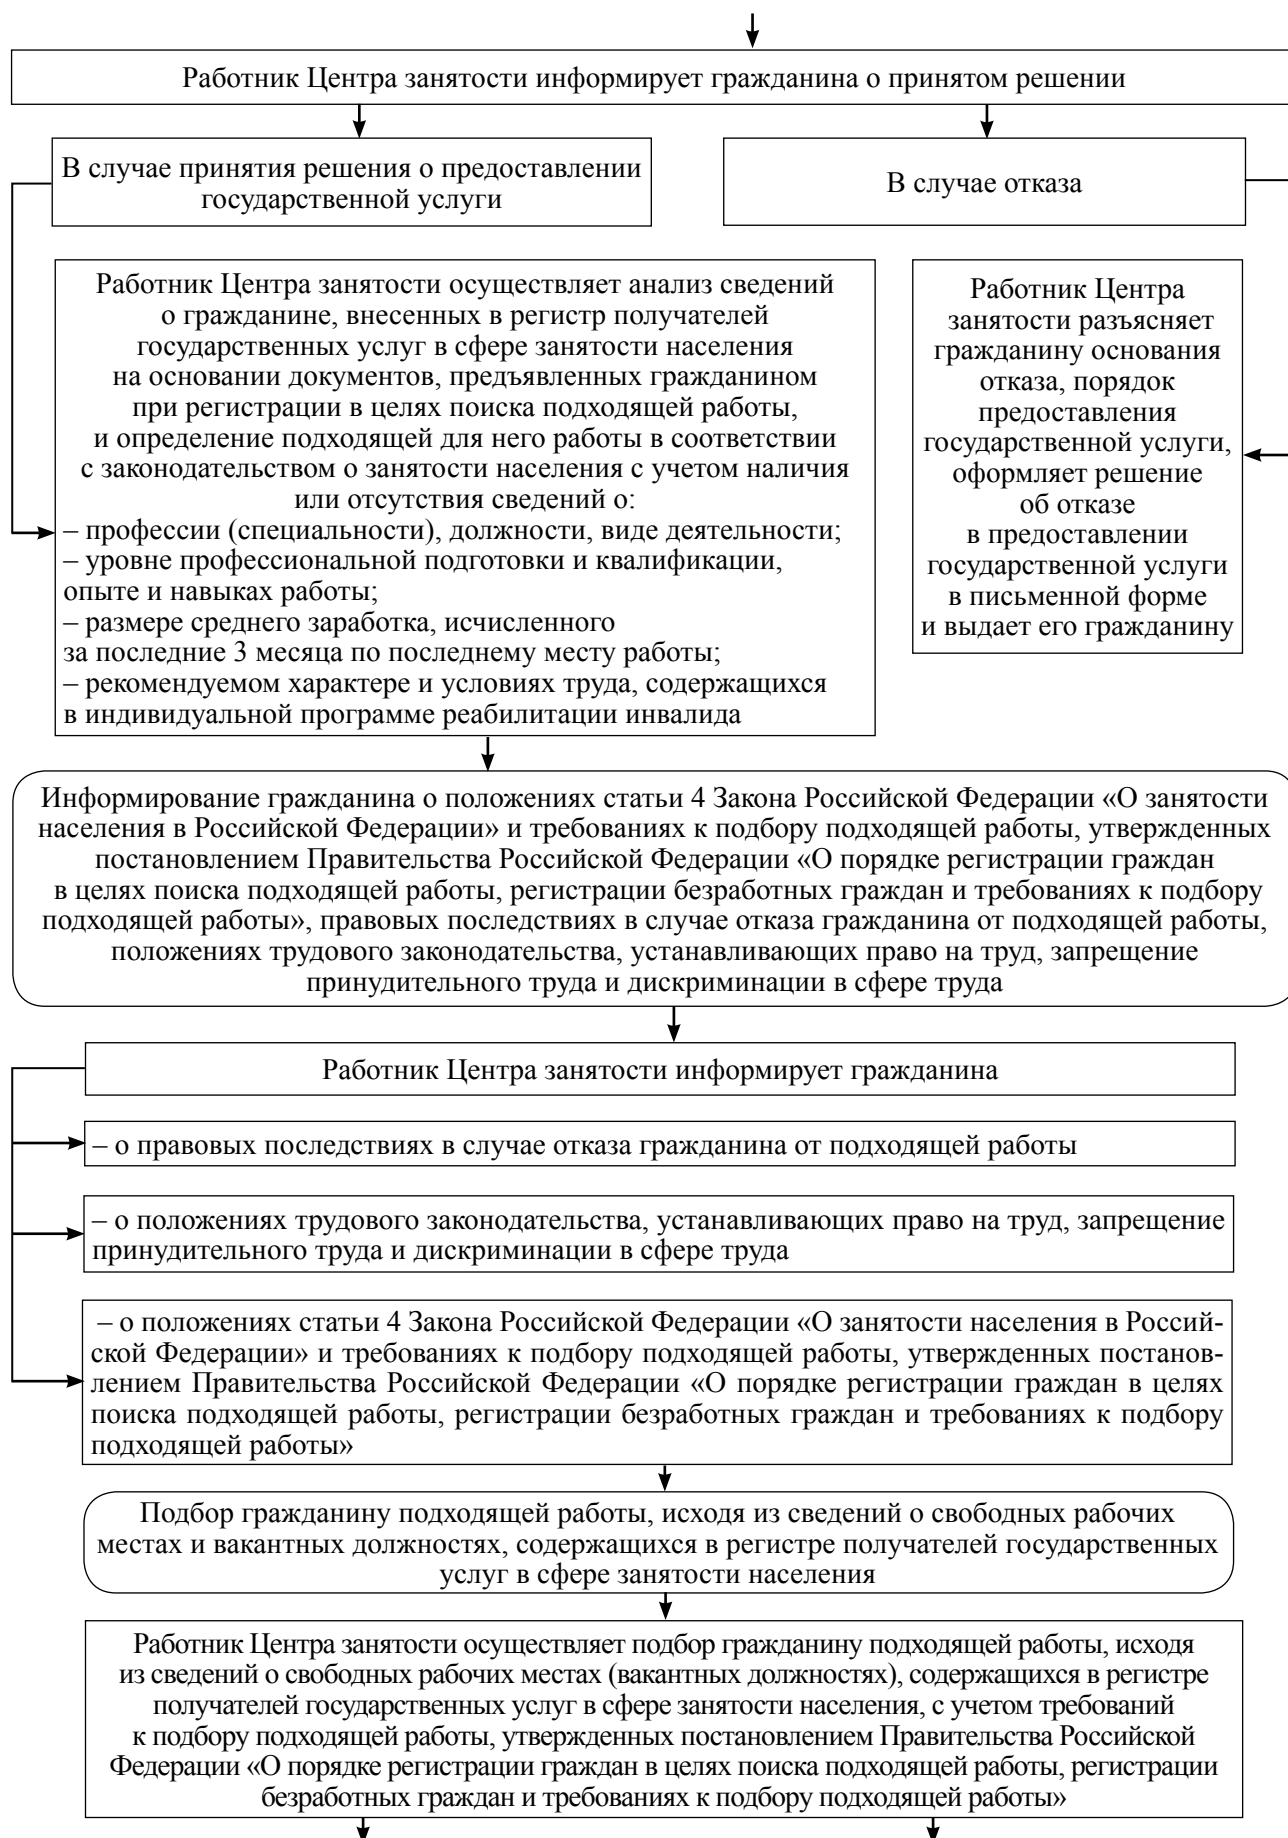 Работник Центра занятости информирует гражданина о принятом решении
В случае принятия решения о предоставлении
государственной услуги
В случае отказа
Работник Центра занятости осуществляет анализ сведений
о гражданине, внесенных в регистр получателей
государственных услуг в сфере занятости населения
на основании документов, предъявленных гражданином
при регистрации в целях поиска подходящей работы,
и определение подходящей для него работы в соответствии
с законодательством о занятости населения с учетом наличия
или отсутствия сведений о:
– профессии (специальности), должности, виде деятельности;
– уровне профессиональной подготовки и квалификации,
опыте и навыках работы;
– размере среднего заработка, исчисленного
за последние 3 месяца по последнему месту работы;
– рекомендуемом характере и условиях труда, содержащихся
в индивидуальной программе реабилитации инвалида
Работник Центра
занятости разъясняет
гражданину основания
отказа, порядок
предоставления
государственной услуги,
оформляет решение
об отказе
в предоставлении
государственной услуги
в письменной форме
и выдает его гражданину
Информирование гражданина о положениях статьи 4 Закона Российской Федерации «О занятости
населения в Российской Федерации» и требованиях к подбору подходящей работы, утвержденных
постановлением Правительства Российской Федерации «О порядке регистрации граждан
в целях поиска подходящей работы, регистрации безработных граждан и требованиях к подбору
подходящей работы», правовых последствиях в случае отказа гражданина от подходящей работы,
положениях трудового законодательства, устанавливающих право на труд, запрещение
принудительного труда и дискриминации в сфере труда
Работник Центра занятости информирует гражданина
– о правовых последствиях в случае отказа гражданина от подходящей работы
– о положениях трудового законодательства, устанавливающих право на труд, запрещение
принудительного труда и дискриминации в сфере труда
– о положениях статьи 4 Закона Российской Федерации «О занятости населения в Россий-
ской Федерации» и требованиях к подбору подходящей работы, утвержденных постанов-
лением Правительства Российской Федерации «О порядке регистрации граждан в целях
поиска подходящей работы, регистрации безработных граждан и требованиях к подбору
подходящей работы»
Подбор гражданину подходящей работы, исходя из сведений о свободных рабочих
местах и вакантных должностях, содержащихся в регистре получателей государственных
услуг в сфере занятости населения
Работник Центра занятости осуществляет подбор гражданину подходящей работы, исходя
из сведений о свободных рабочих местах (вакантных должностях), содержащихся в регистре
получателей государственных услуг в сфере занятости населения, с учетом требований
к подбору подходящей работы, утвержденных постановлением Правительства Российской
Федерации «О порядке регистрации граждан в целях поиска подходящей работы, регистрации
безработных граждан и требованиях к подбору подходящей работы»